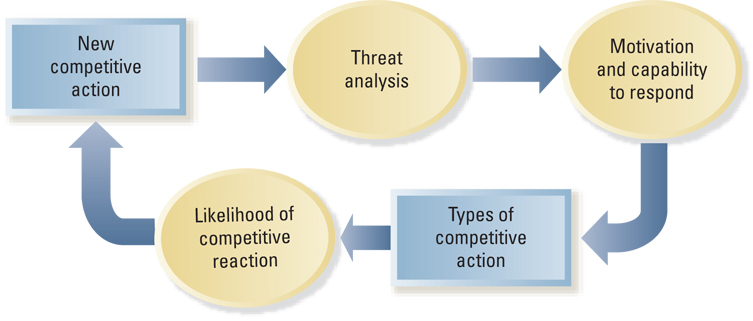 New
competitive
action
Threat
analysis
Motivation
and capability
to respond
Types of
competitive
action
Likelihood of
competitive
reaction